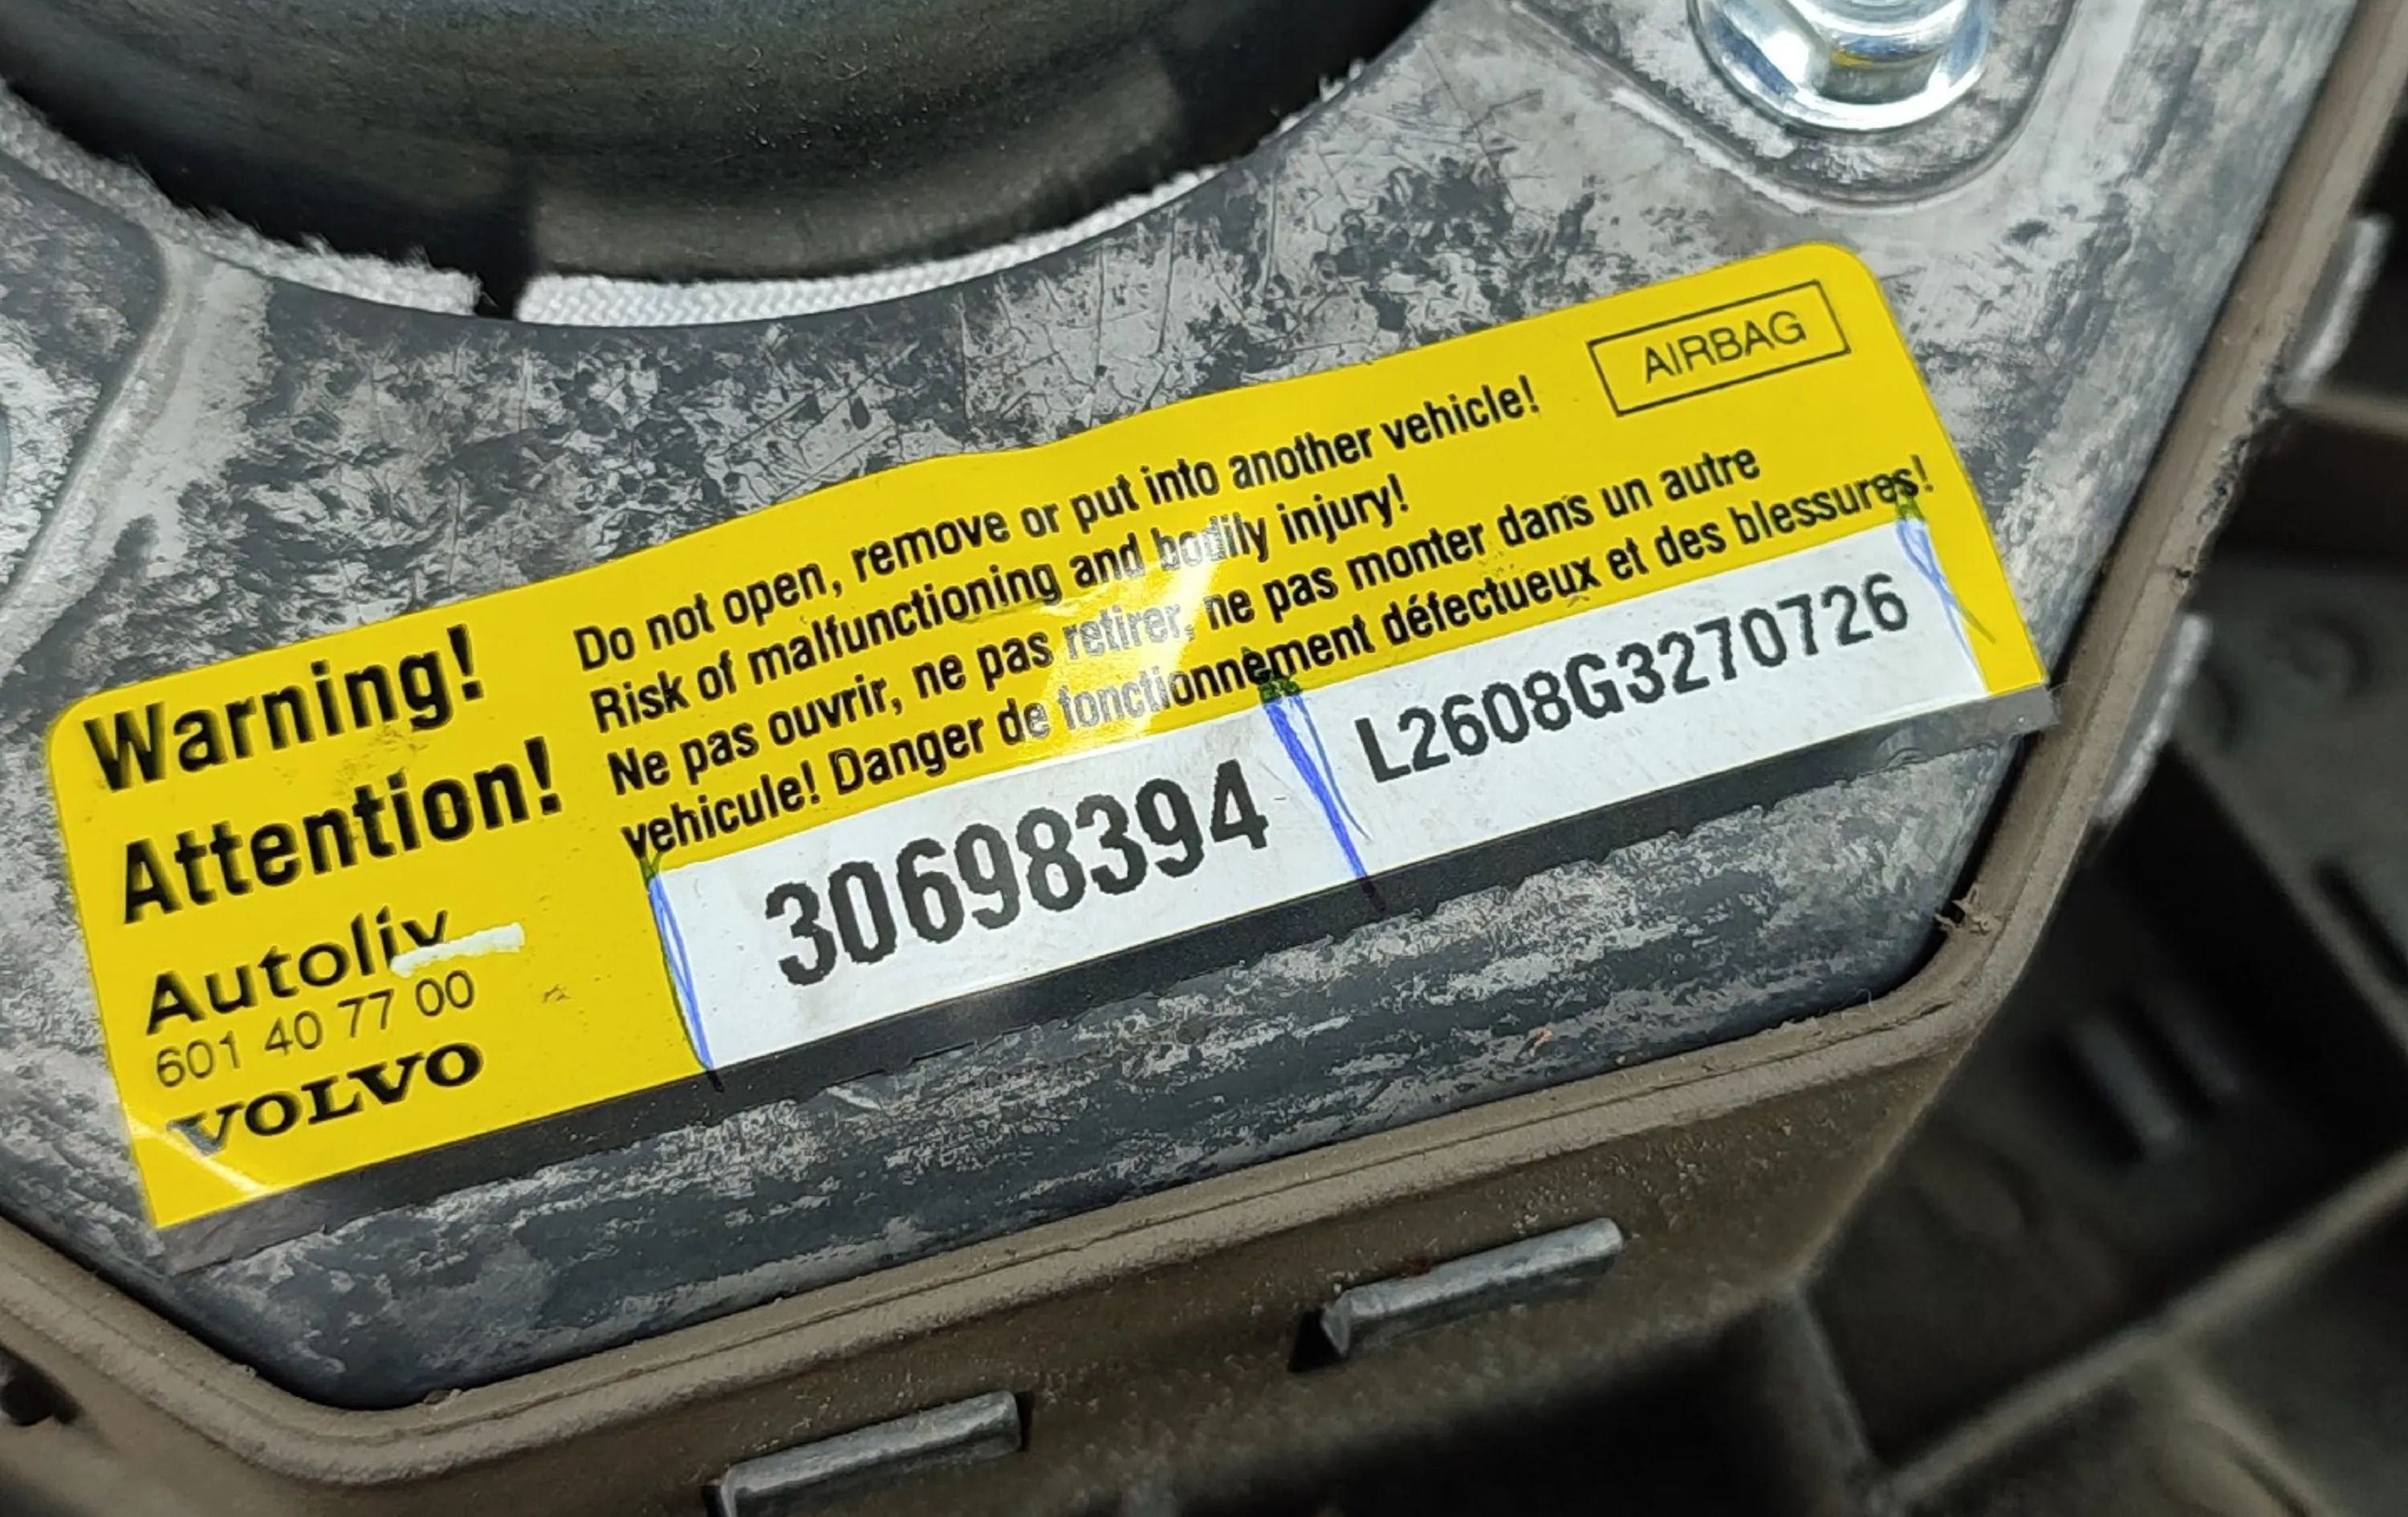 AIRBAG
Warning!
Attention!
Autoliv
601 40 77 00
VOLVO
Do not open, remove or put into another vehicle!
Risk of malfunctioning and bodily injury!
Ne pas ouvrir, ne pas retirer, ne pas monter dans un autre
vehicule! Danger de fonctionnement défectueux et des blessures!
30698394
L2608G3270726